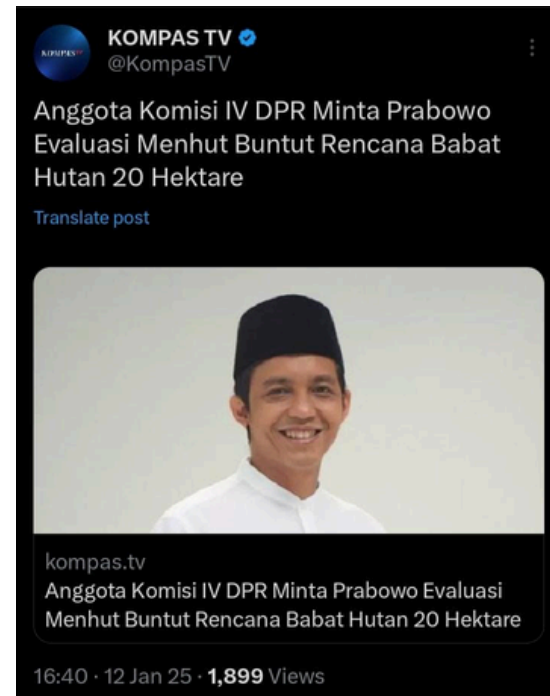 KOMPAS TV
KOMPAS TV
@KompasTV
Anggota Komisi IV DPR Minta Prabowo
Evaluasi Menhut Buntut Rencana Babat
Hutan 20 Hektare
Translate post
kompas.tv
Anggota Komisi IV DPR Minta Prabowo Evaluasi
Menhut Buntut Rencana Babat Hutan 20 Hektare
16:40 · 12 Jan 25 · 1,899 Views